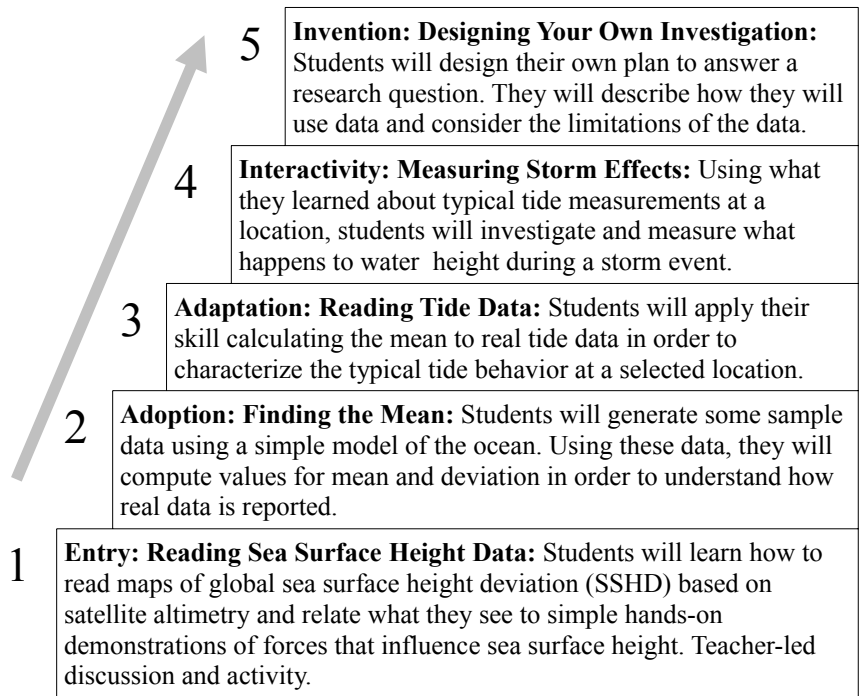 5
Invention: Designing Your Own Investigation:
Students will design their own plan to answer a
research question. They will describe how they will
use data and consider the limitations of the data.
4
Interactivity: Measuring Storm Effects: Using what
they learned about typical tide measurements at a
location, students will investigate and measure what
happens to water height during a storm event.
3
Adaptation: Reading Tide Data: Students will apply their
skill calculating the mean to real tide data in order to
characterize the typical tide behavior at a selected location.
2
Adoption: Finding the Mean: Students will generate some sample
data using a simple model of the ocean. Using these data, they will
compute values for mean and deviation in order to understand how
real data is reported.
1
Entry: Reading Sea Surface Height Data: Students will learn how to
read maps of global sea surface height deviation (SSHD) based on
satellite altimetry and relate what they see to simple hands-on
demonstrations of forces that influence sea surface height. Teacher-led
discussion and activity.